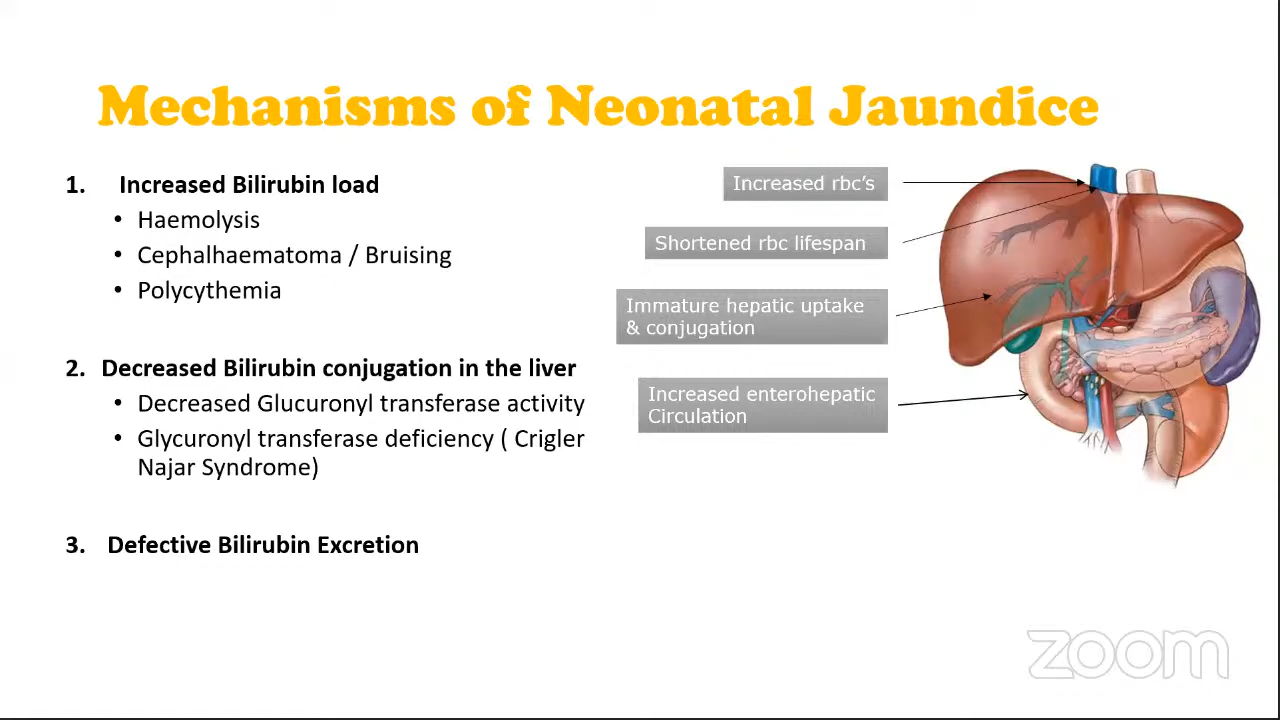 Mechanisms of Neonatal Jaundice
1. Increased Bilirubin load
• Haemolysis
• Cephalhaematoma / Bruising
• Polycythemia
2. Decreased Bilirubin conjugation in the liver
• Decreased Glucuronyl transferase activity
• Glycuronyl transferase deficiency ( Crigler
Najar Syndrome)
3. Defective Bilirubin Excretion
Increased rbc's
Shortened rbc lifespan
Immature hepatic uptake
& conjugation
Increased enterohepatic
Circulation
zoom